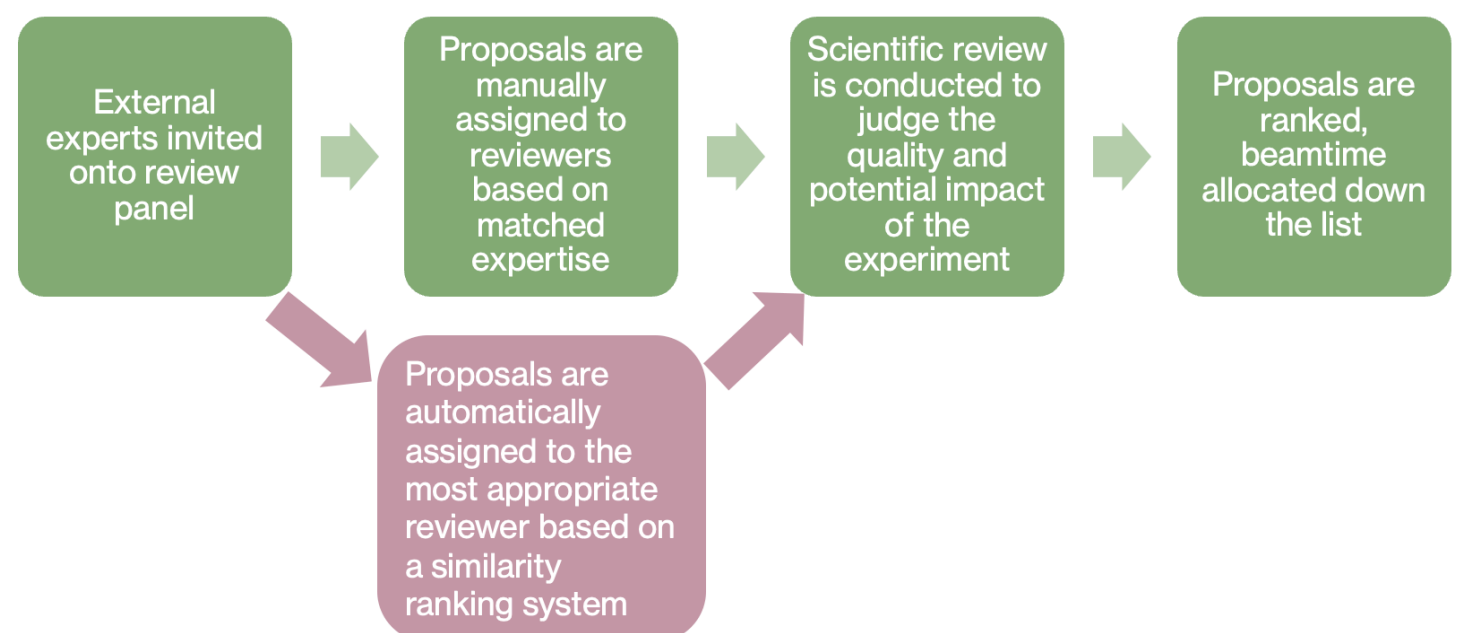 External
experts invited
onto review
panel
Proposals are
manually
assigned to
reviewers
based on
matched
expertise
Scientific review
is conducted to
judge the
quality and
potential impact
of the
experiment
Proposals are
ranked,
beamtime
allocated down
the list
Proposals are
automatically
assigned to the
most appropriate
reviewer based on
a similarity
ranking system